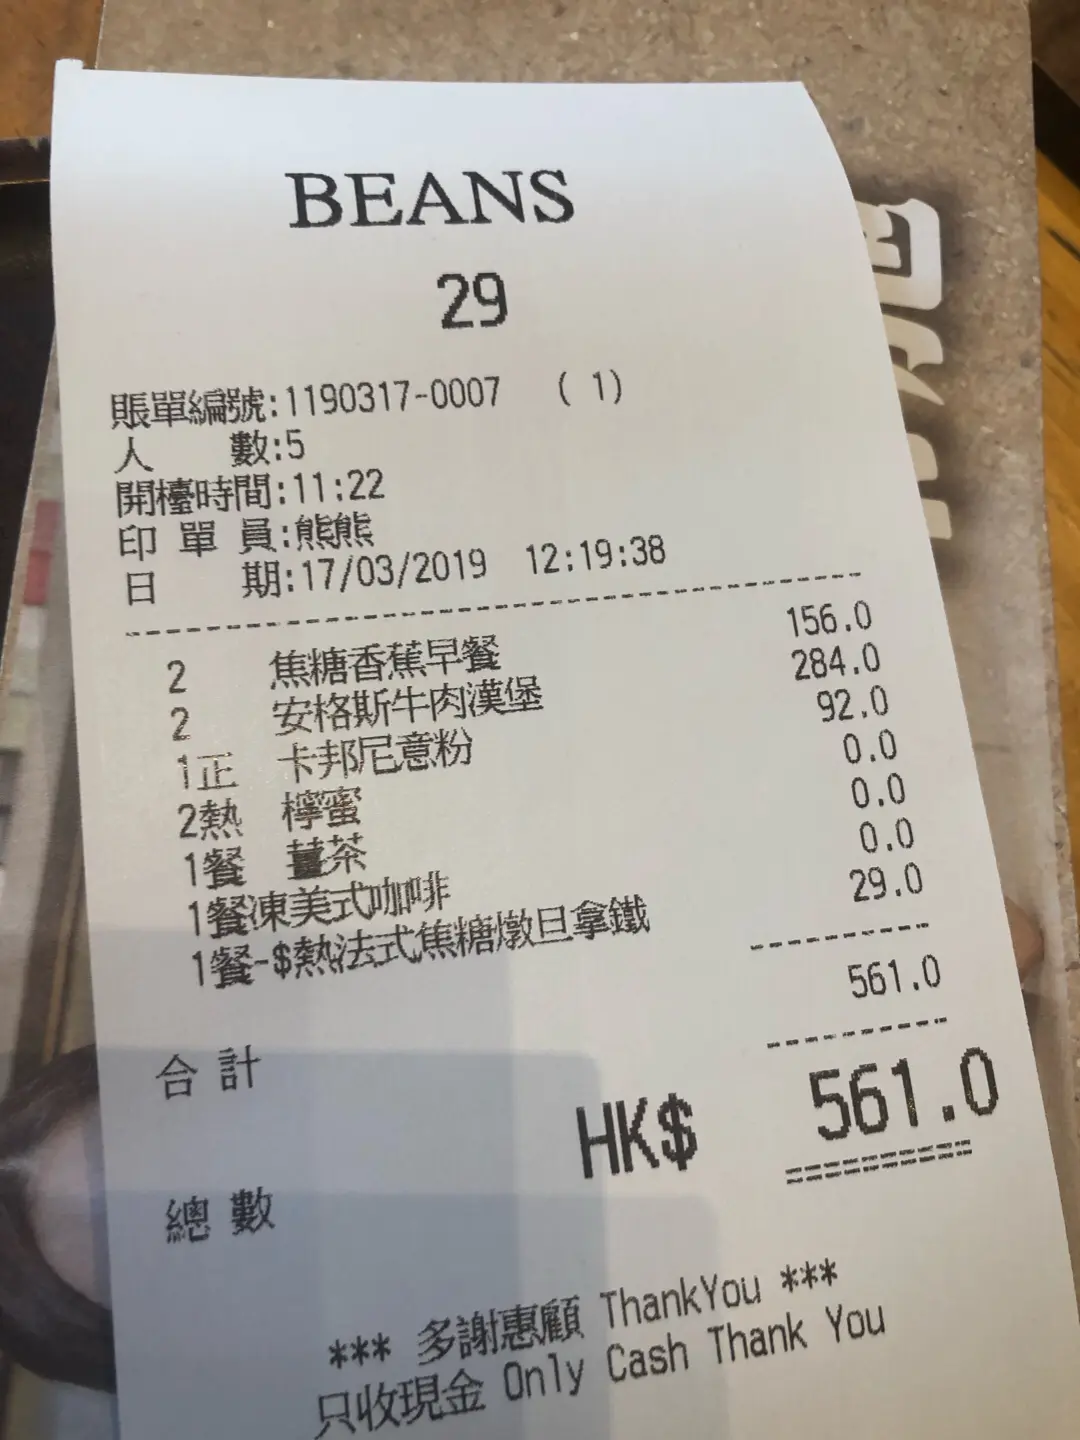 BEANS
29
賬單編號:1190317-0007 ( 1)
人 數:5
開檯時間:11:22
印單員:熊熊
日 期:17/03/2019 12:19:38
2 焦糖香蕉早餐 156.0
2 安格斯牛肉漢堡 284.0
1正 卡邦尼意粉 92.0
2熱 檸蜜 0.0
1餐 薑茶 0.0
1餐凍美式咖啡 0.0
1餐-$熱法式焦糖燉旦拿鐵 29.0
561.0
合計
HK$ 561.0
總數
*** 多謝惠顧 ThankYou ***
只收現金 Only Cash Thank You